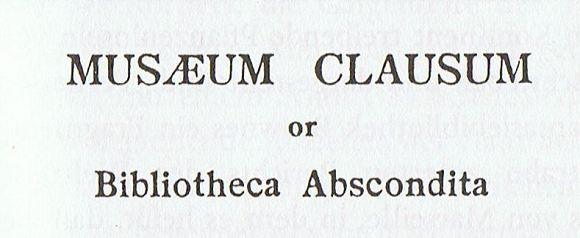 MUSÆUM CLAUSUM
or
Bibliotheca Abscondita